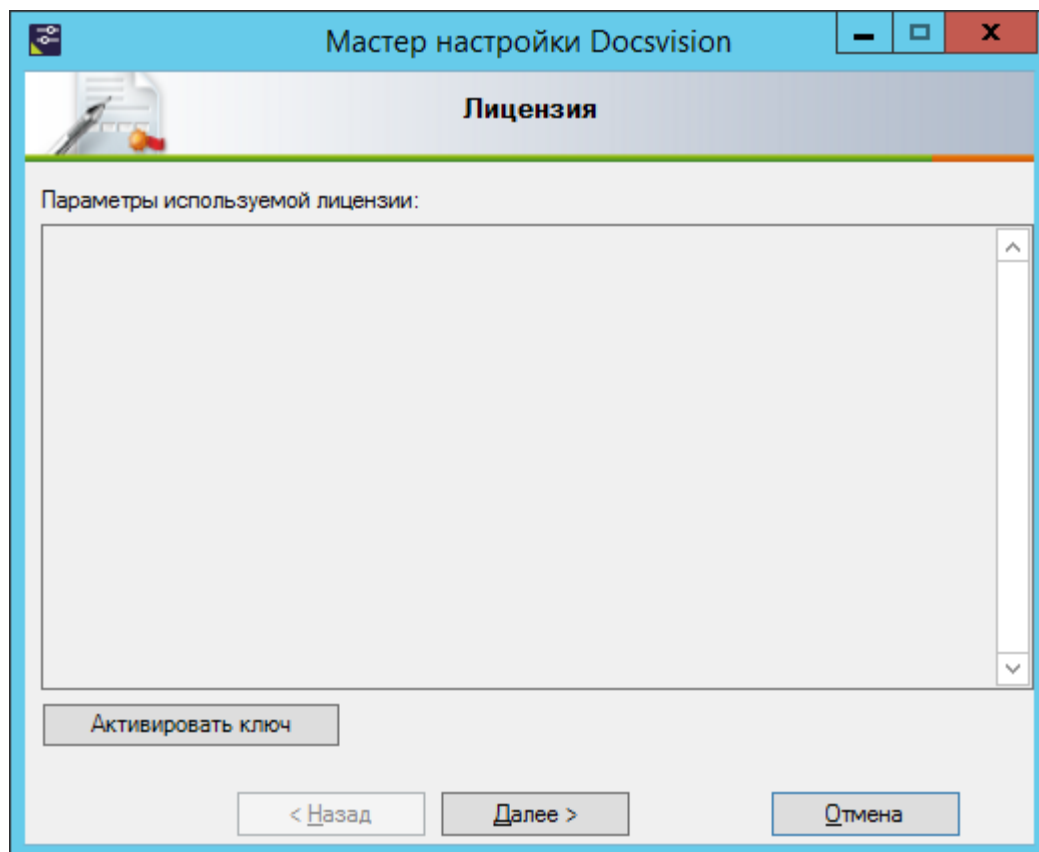 Мастер настройки Docsvision
Лицензия
Параметры используемой лицензии:
Активировать ключ
< Назад Далее > Отмена